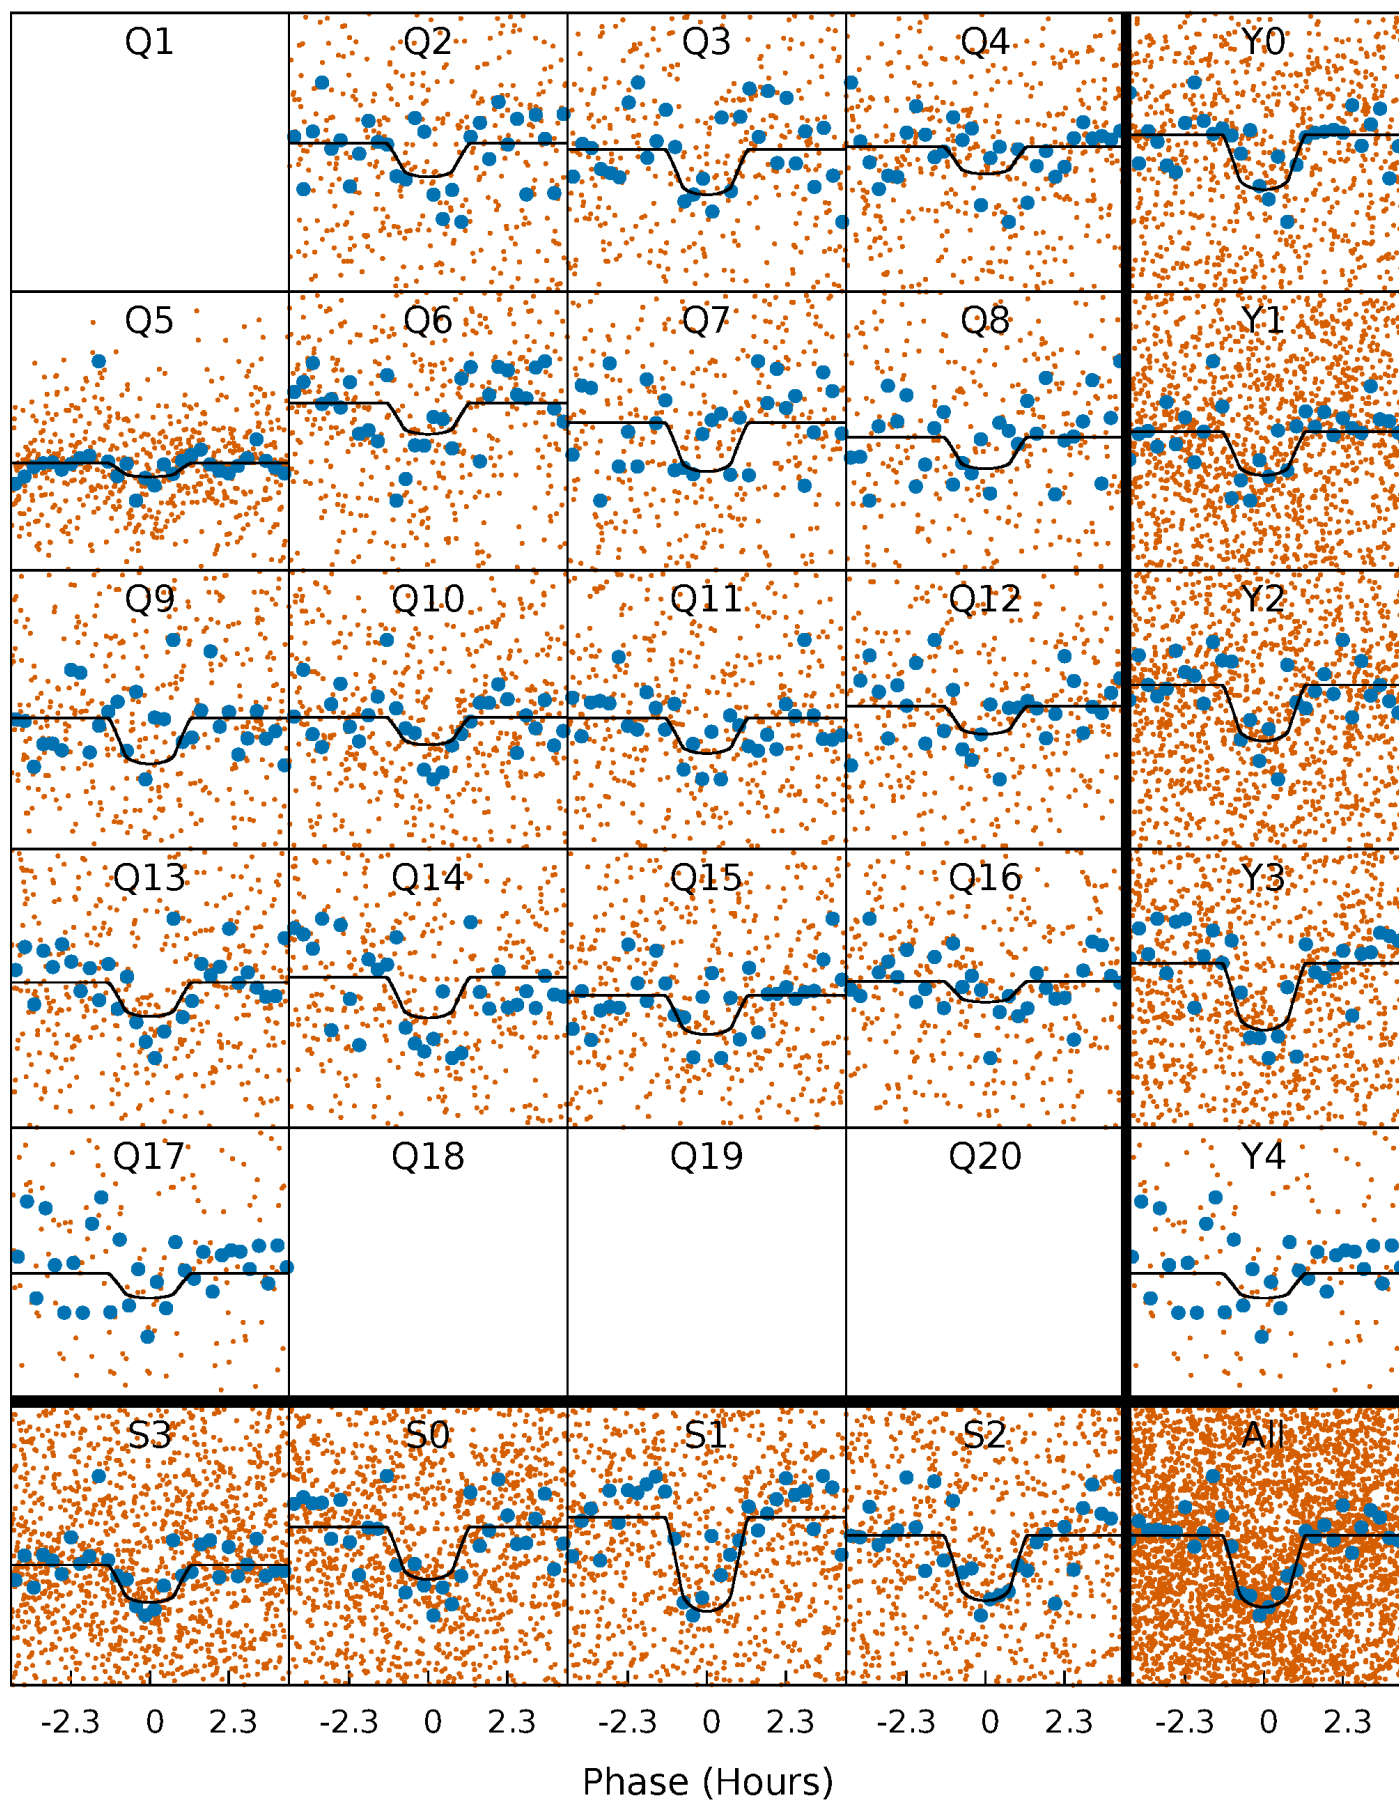 Q1 Q2 Q3 Q4 Y0
Q5 Q6 Q7 Q8 Y1
Q9 Q10 Q11 Q12 Y2
Q13 Q14 Q15 Q16 Y3
Q17 Q18 Q19 Q20 Y4
S3 S0 S1 S2 All
-2.3 0 2.3 -2.3 0 2.3 -2.3 0 2.3 -2.3 0 2.3 -2.3 0 2.3
Phase (Hours)